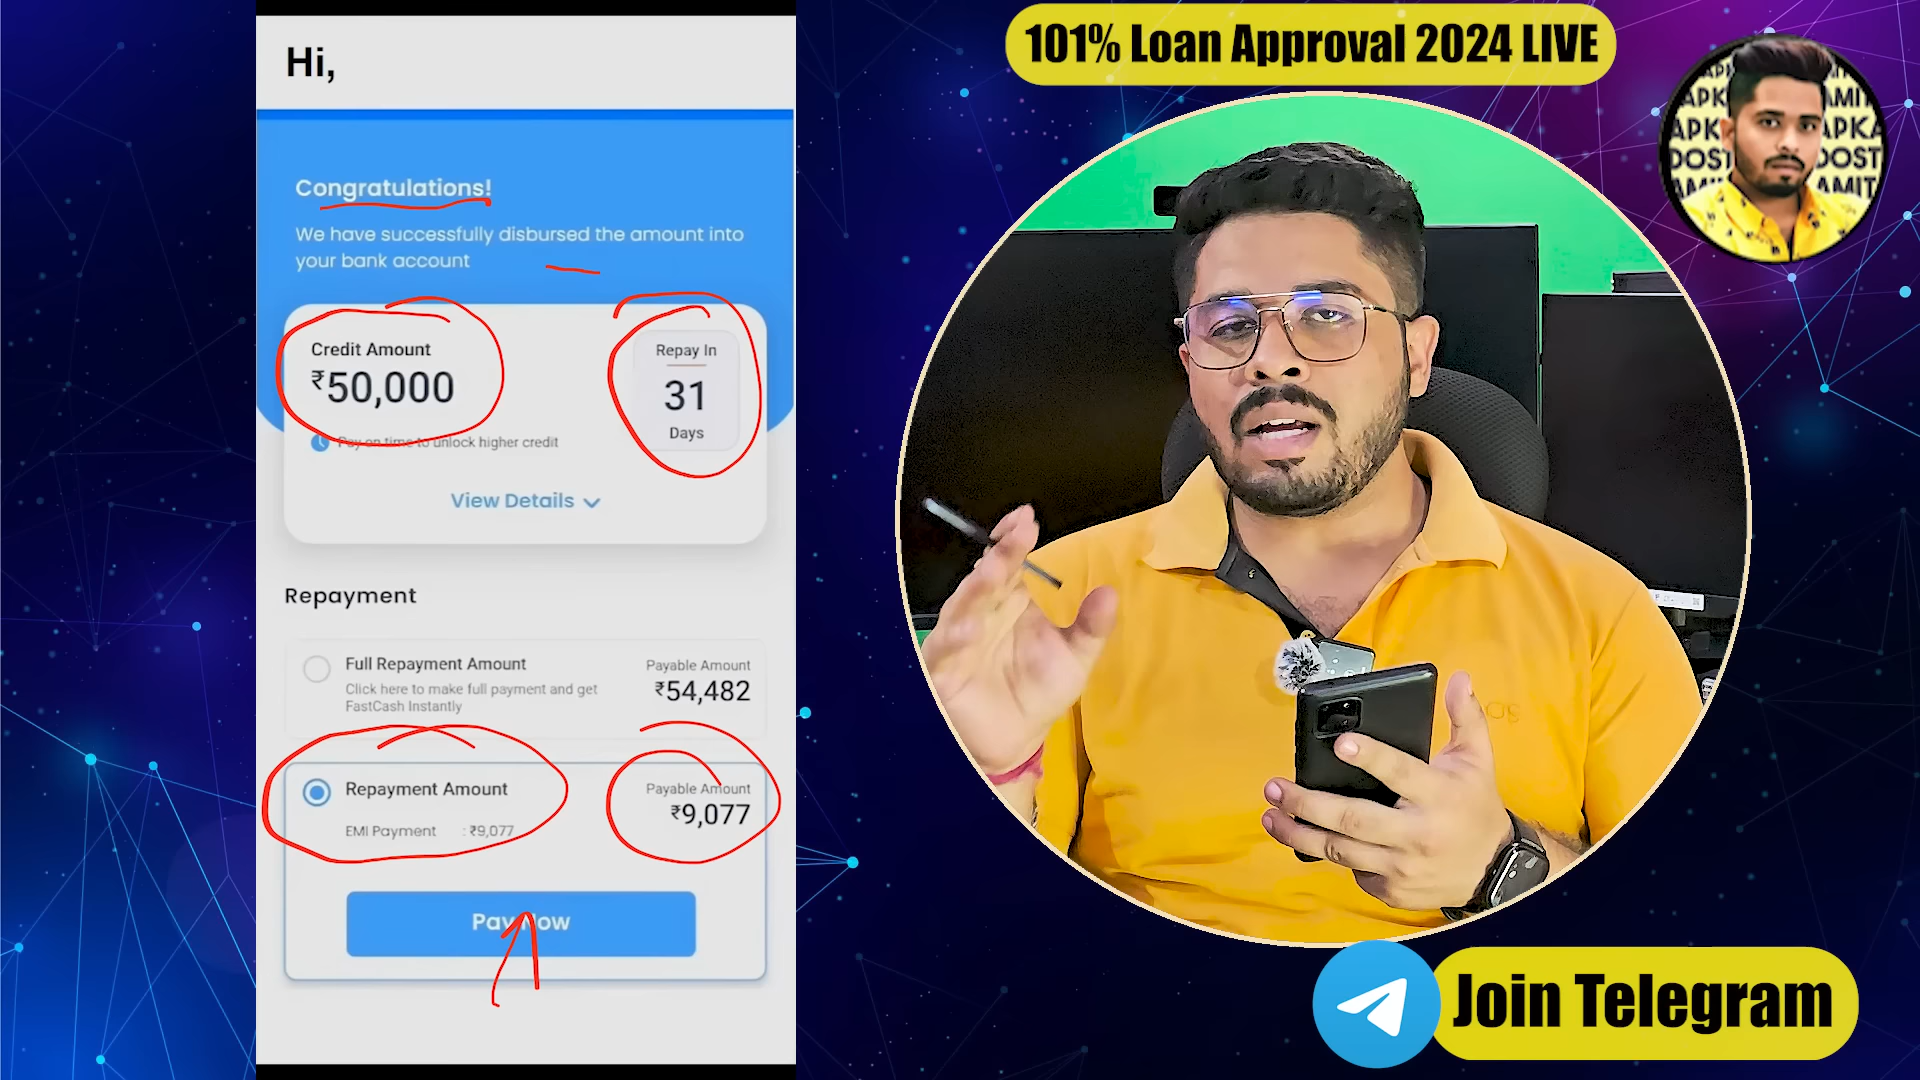 Hi,
Congratulations!
We have successfully disbursed the amount into
your bank account
Credit Amount
₹50,000
Repay In
31
Days
Pay on time to unlock higher credit
View Details
Repayment
Full Repayment Amount
Click here to make full payment and get
FastCash Instantly
Payable Amount
₹54,482
Repayment Amount
EMI Payment : ₹9,077
Payable Amount
₹9,077
Pay Now
101% Loan Approval 2024 LIVE
APKA
DOST
AMIT
Join Telegram